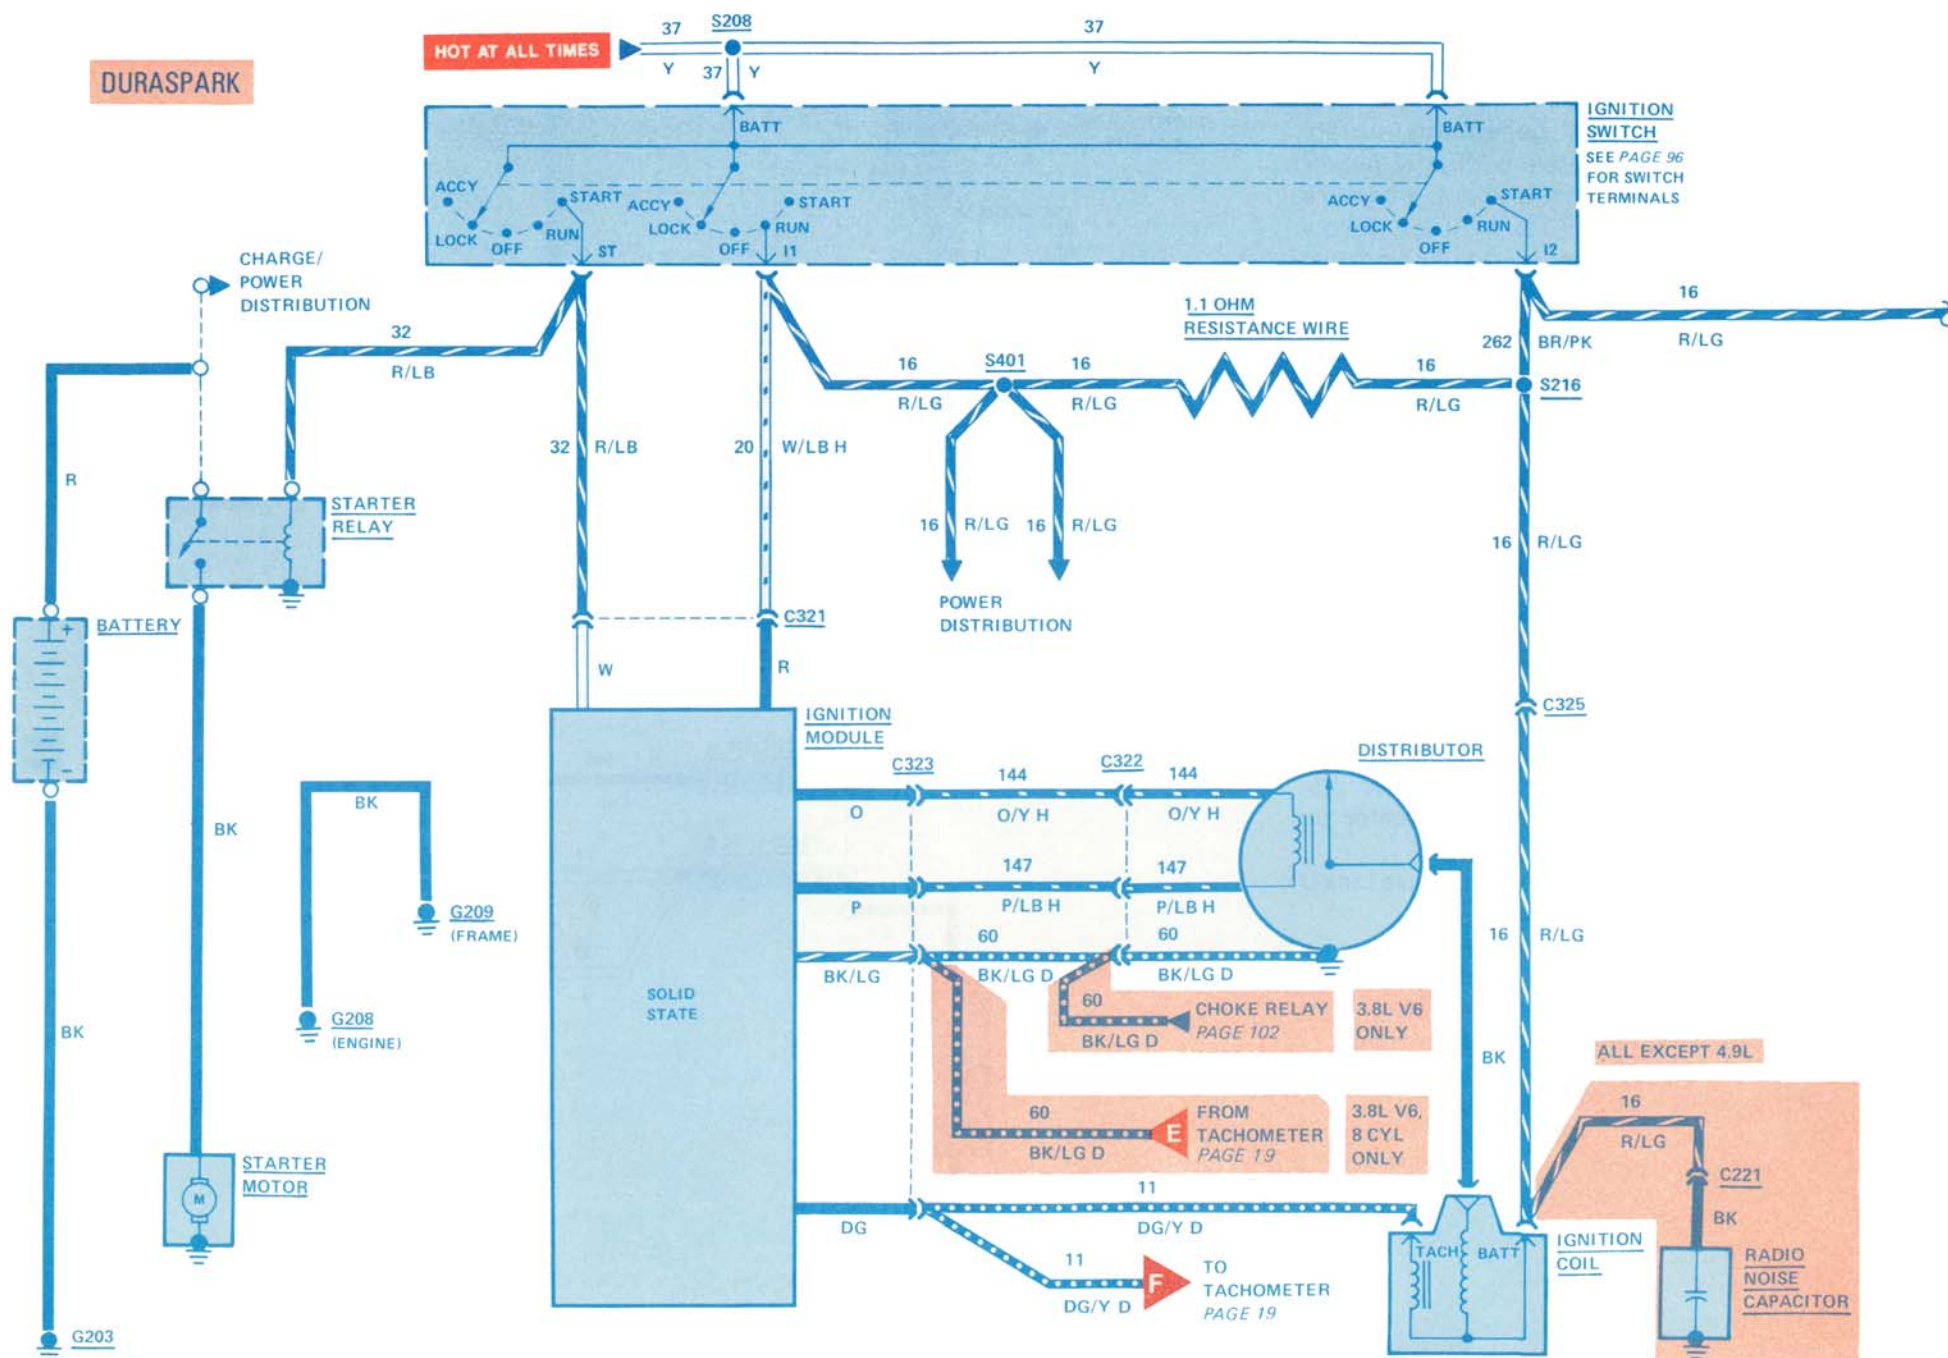 DURASPARK
HOT AT ALL TIMES
37
Y
S208
37
Y
37
Y
BATT
BATT
IGNITION
SWITCH
SEE PAGE 96
FOR SWITCH
TERMINALS
ACCY
LOCK
OFF
RUN
START
ST
ACCY
LOCK
OFF
RUN
START
I1
ACCY
LOCK
OFF
RUN
START
I2
CHARGE/
POWER
DISTRIBUTION
32
R/LB
1.1 OHM
RESISTANCE WIRE
16
R/LG
S401
16
R/LG
16
R/LG
262
BR/PK
16
R/LG
S216
R
32
R/LB
20
W/LB H
16
R/LG
16
R/LG
16
R/LG
STARTER
RELAY
POWER
DISTRIBUTION
BATTERY
+
-
C321
W
R
C325
IGNITION
MODULE
SOLID
STATE
C323
C322
DISTRIBUTOR
O
144
O/Y H
144
O/Y H
P
147
P/LB H
147
P/LB H
BK/LG
60
BK/LG D
60
BK/LG D
16
R/LG
BK
BK
BK
G209
(FRAME)
G208
(ENGINE)
BK
60
BK/LG D
CHOKE RELAY
PAGE 102
3.8L V6
ONLY
60
BK/LG D
E
FROM
TACHOMETER
PAGE 19
3.8L V6,
8 CYL
ONLY
ALL EXCEPT 4.9L
16
R/LG
C221
BK
STARTER
MOTOR
M
DG
11
DG/Y D
11
DG/Y D
F
TO
TACHOMETER
PAGE 19
TACH
BATT
IGNITION
COIL
RADIO
NOISE
CAPACITOR
G203